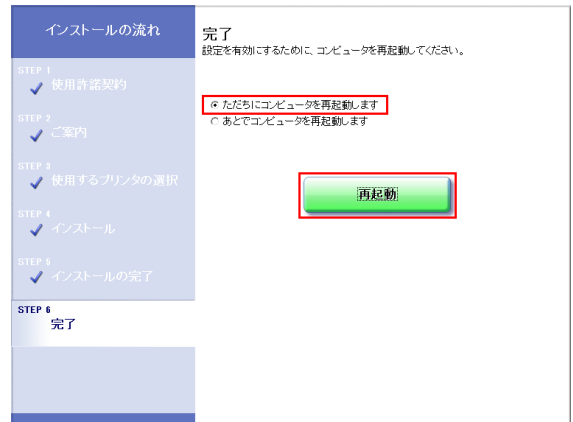 インストールの流れ
STEP 1
使用許諾契約
STEP 2
ご案内
STEP 3
使用するプリンタの選択
STEP 4
インストール
STEP 5
インストールの完了
STEP 6
完了
完了
設定を有効にするために、コンピュータを再起動してください。
ただちにコンピュータを再起動します
あとでコンピュータを再起動します
再起動